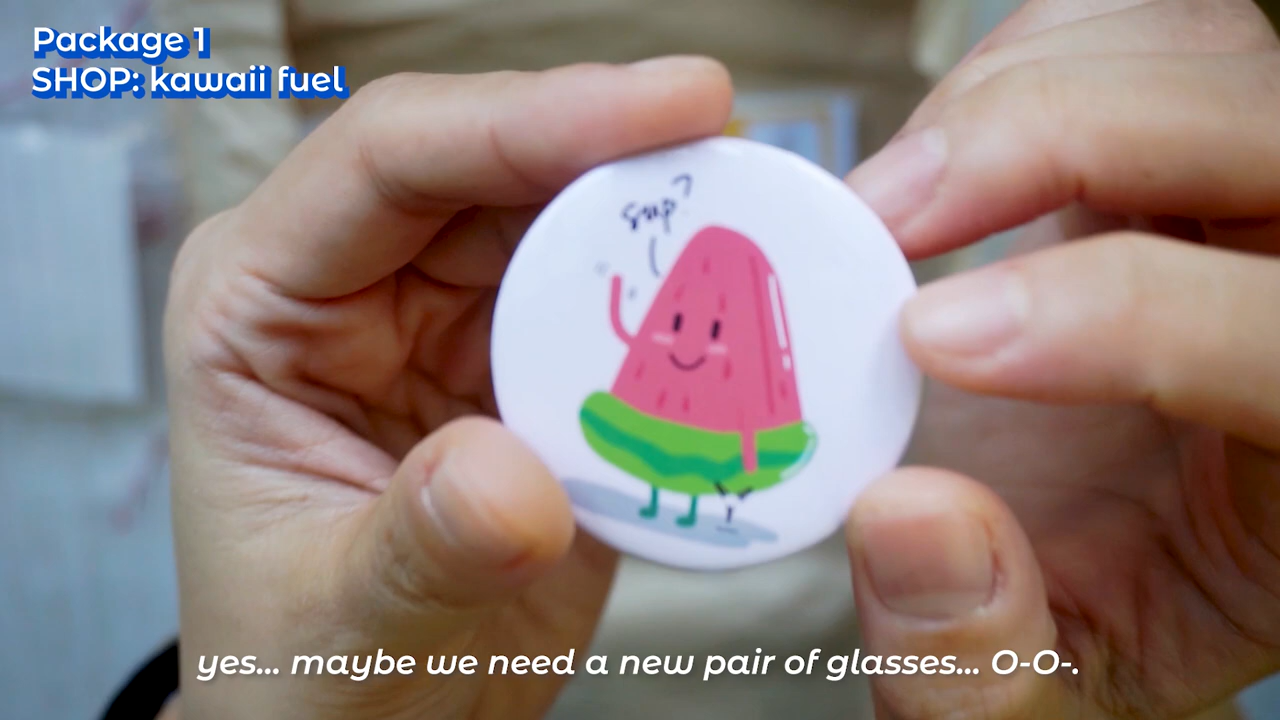 Package 1
SHOP: kawaii fuel
sup?
yes... maybe we need a new pair of glasses... O-O-.